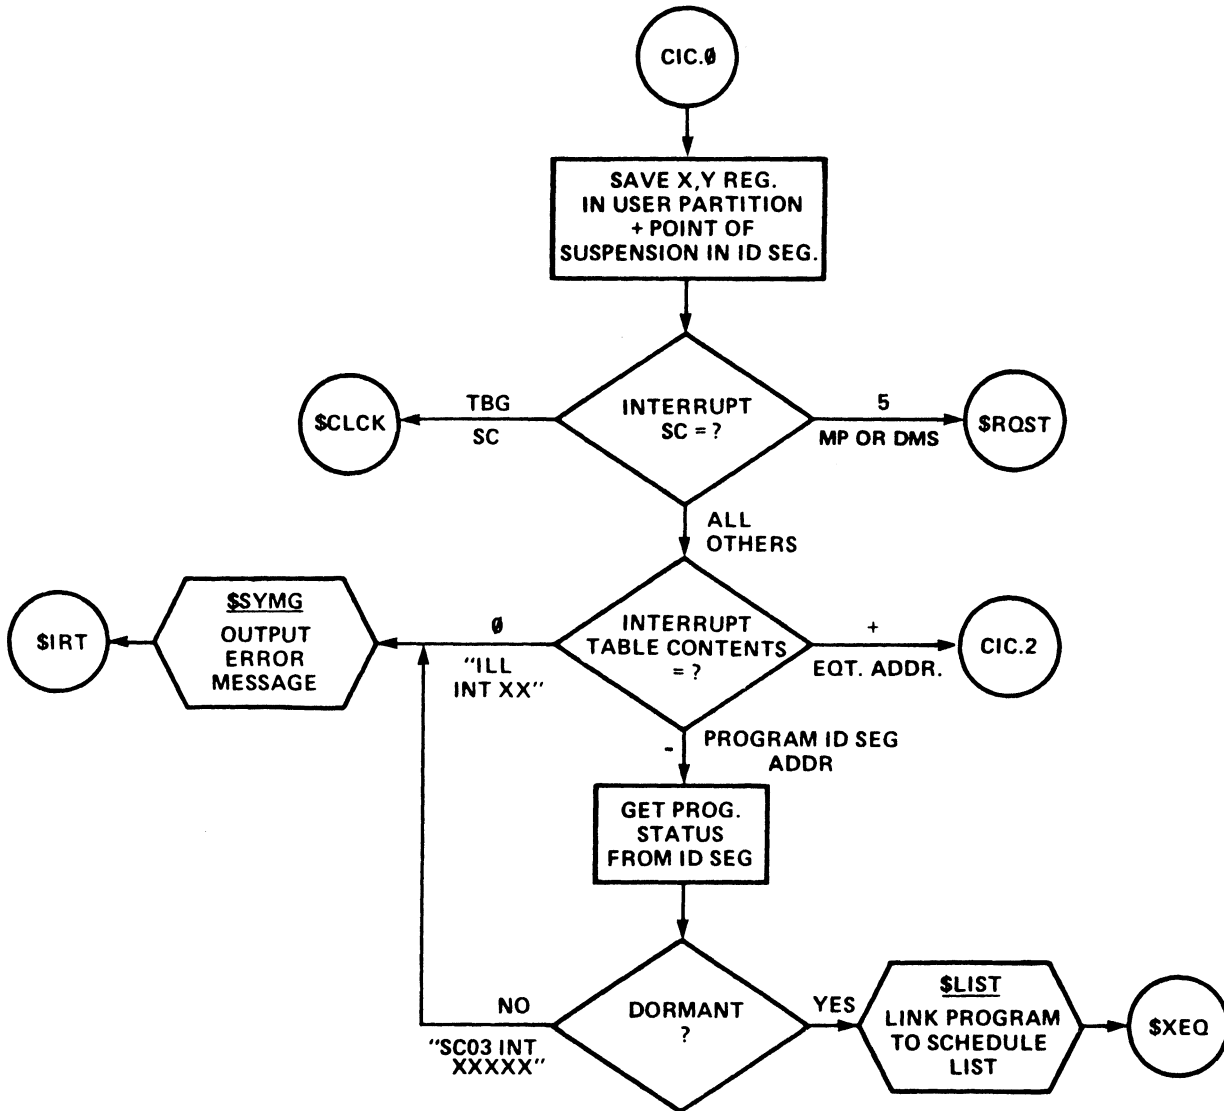 CIC.Ø
SAVE X,Y REG.
IN USER PARTITION
+ POINT OF
SUSPENSION IN ID SEG.
$CLCK
TBG
SC
INTERRUPT
SC = ?
5
MP OR DMS
$RQST
ALL
OTHERS
$IRT
$SYMG
OUTPUT
ERROR
MESSAGE
Ø
"ILL
INT XX"
INTERRUPT
TABLE CONTENTS
= ?
+
EQT. ADDR.
CIC.2
-
PROGRAM ID SEG
ADDR
GET PROG.
STATUS
FROM ID SEG
NO
"SC03 INT
XXXXX"
DORMANT
?
YES
$LIST
LINK PROGRAM
TO SCHEDULE
LIST
$XEQ